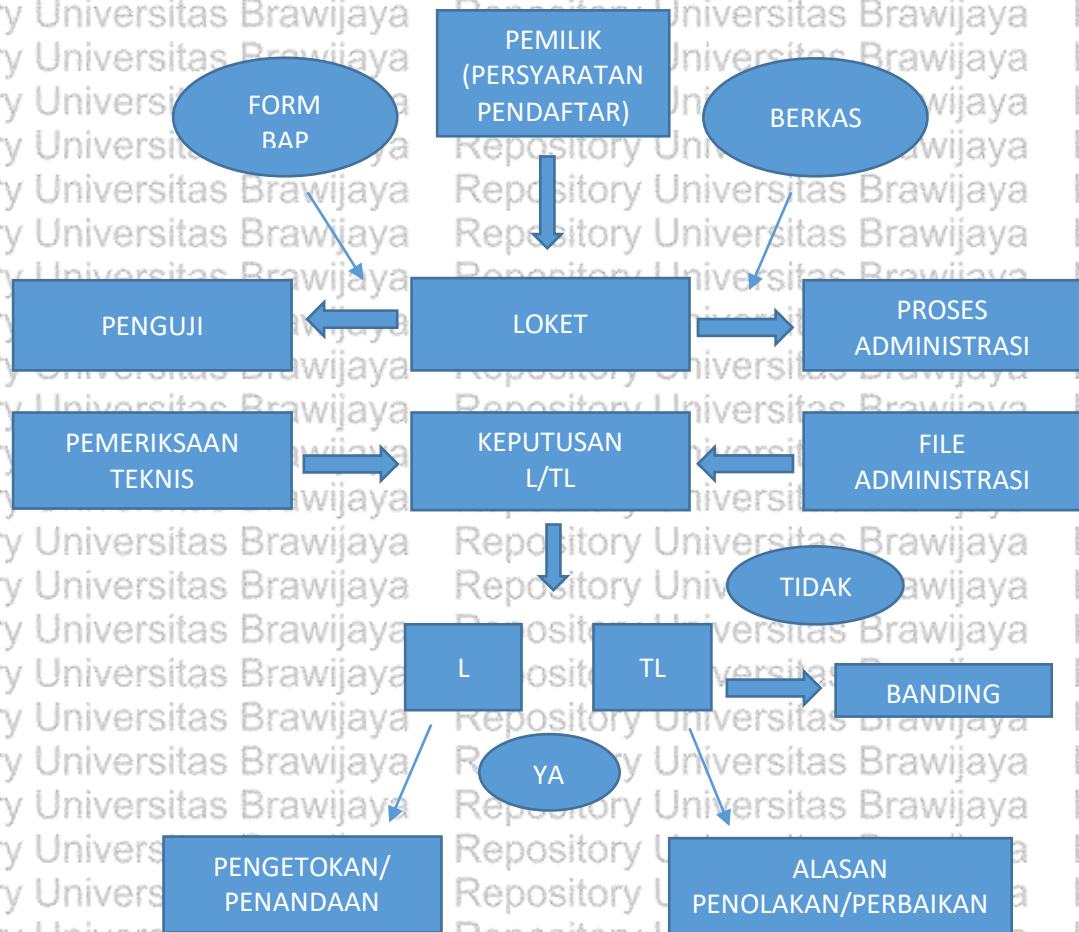 PEMILIK
(PERSYARATAN
PENDAFTAR)
FORM
BAP
BERKAS
PENGUJI
LOKET
PROSES
ADMINISTRASI
PEMERIKSAAN
TEKNIS
KEPUTUSAN
L/TL
FILE
ADMINISTRASI
TIDAK
L
TL
BANDING
YA
PENGETOKAN/
PENANDAAN
ALASAN
PENOLAKAN/PERBAIKAN
Repository Universitas Brawijaya